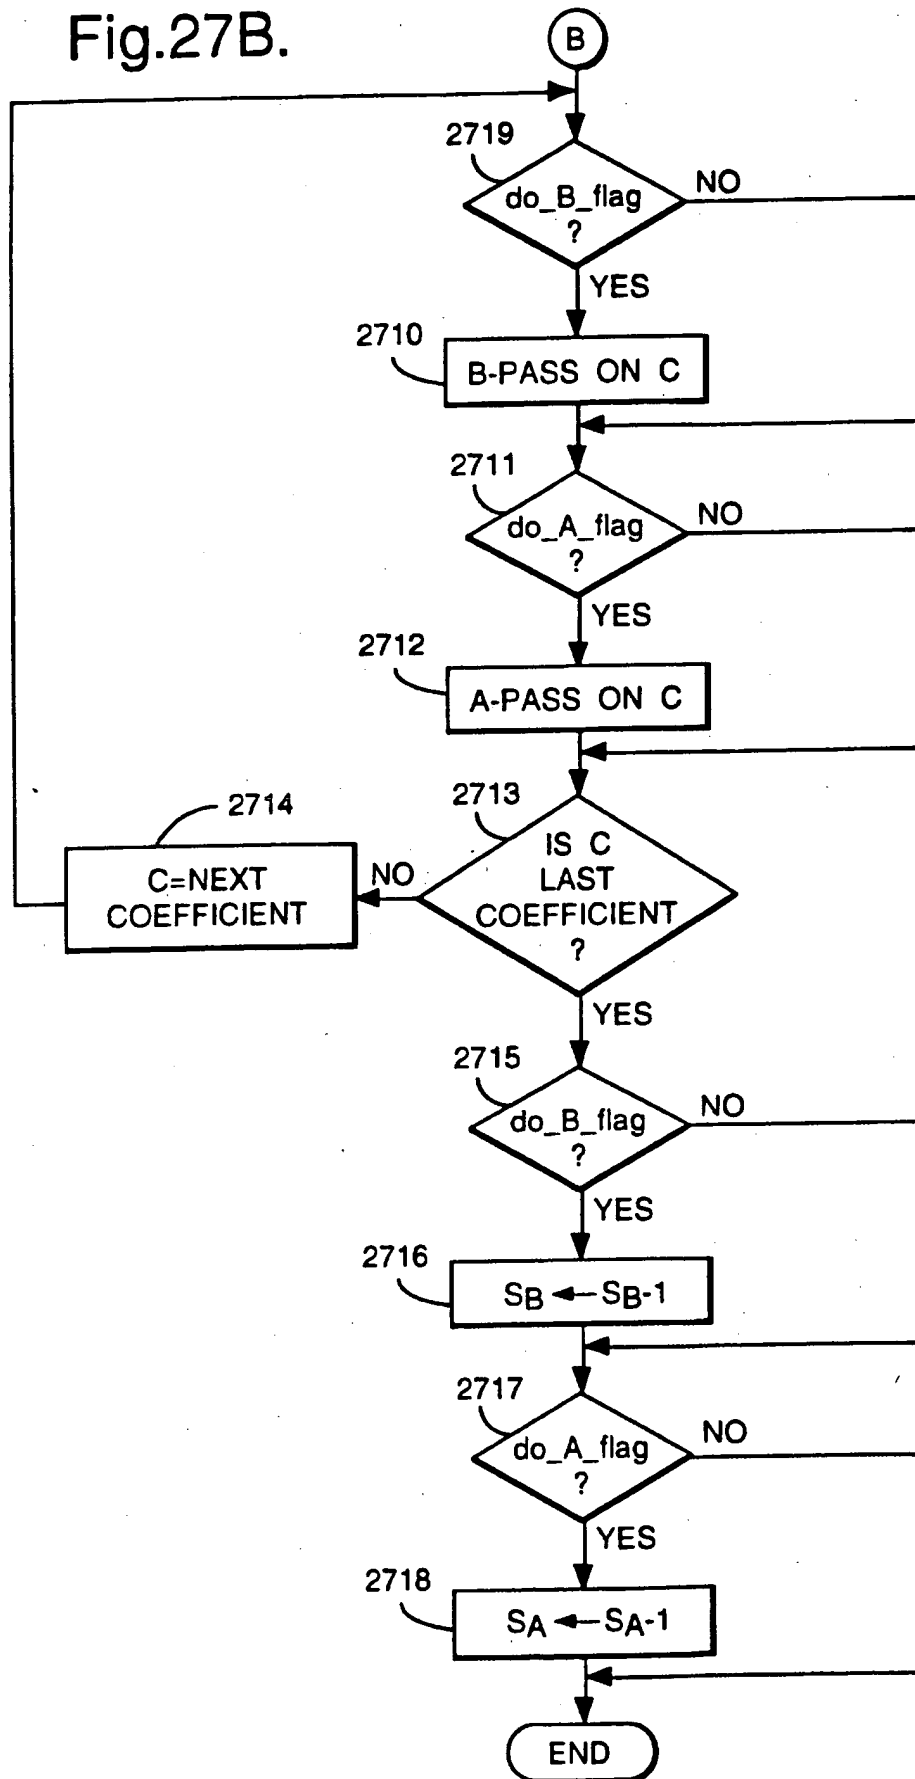 Fig.27B.
B
2719
do_B_flag
?
NO
YES
2710
B-PASS ON C
2711
do_A_flag
?
NO
YES
2712
A-PASS ON C
2713
IS C
LAST
COEFFICIENT
?
NO
2714
C=NEXT
COEFFICIENT
YES
2715
do_B_flag
?
NO
YES
2716
SB ← SB-1
2717
do_A_flag
?
NO
YES
2718
SA ← SA-1
END